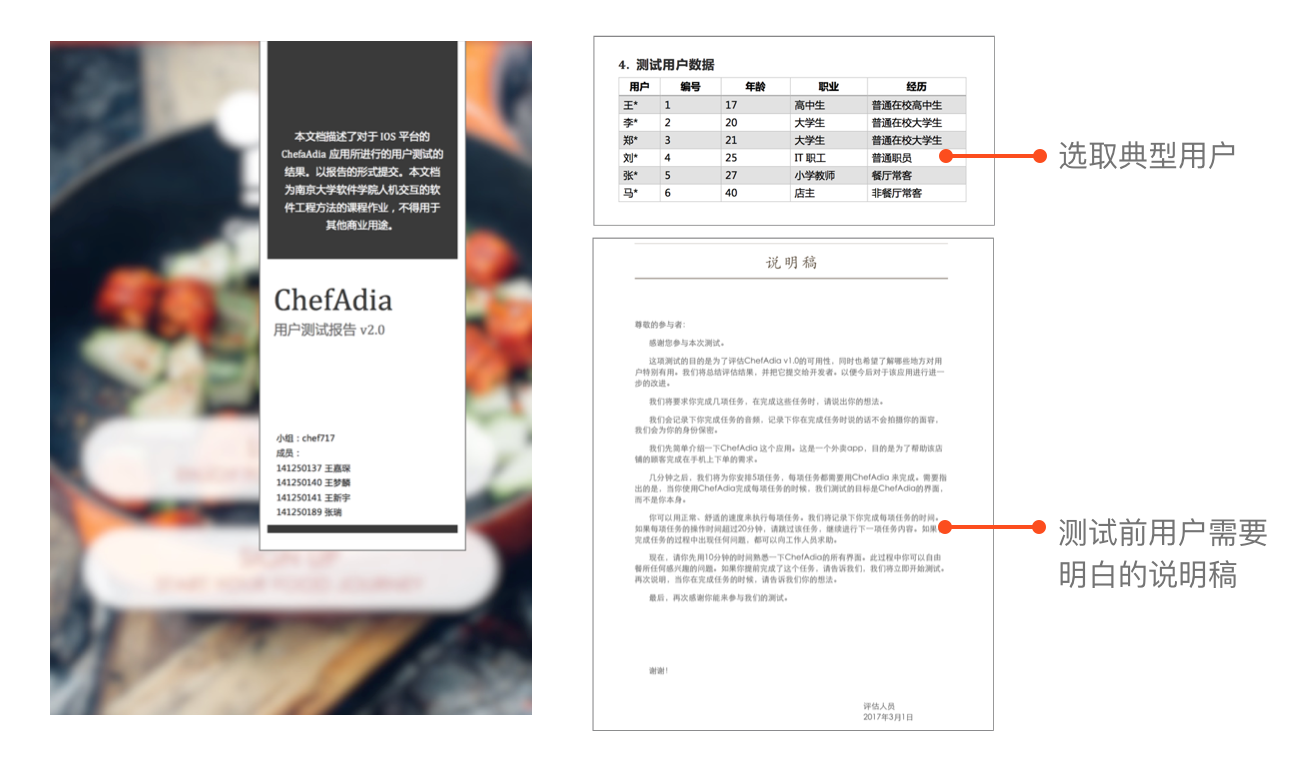 本文档描述了对于 IOS 平台的
ChefaAdia 应用所进行的用户测试的
结果。以报告的形式提交。本文档
为南京大学软件学院人机交互的软
件工程方法的课程作业，不得用于
其他商业用途。
ChefAdia
用户测试报告 v2.0
小组：chef717
成员：
141250137 王嘉琛
141250140 王梦麟
141250141 王新宇
141250189 张瑞
SIGN UP
START YOUR FOOD JOURNEY
4. 测试用户数据
用户 编号 年龄 职业 经历
王* 1 17 高中生 普通在校高中生
李* 2 20 大学生 普通在校大学生
郑* 3 21 大学生 普通在校大学生
刘* 4 25 IT 职工 普通职员
张* 5 27 小学教师 餐厅常客
马* 6 40 店主 非餐厅常客
选取典型用户
说明稿
尊敬的参与者：
感谢您参与本次测试。
这项测试的目的是为了评估ChefAdia v1.0的可用性，同时也希望了解哪些地方对用
户特别有用。我们将总结评估结果，并把它提交给开发者。以便今后对于该应用进行进一
步的改进。
我们将要求你完成几项任务，在完成这些任务时，请说出你的想法。
我们会记录下你完成任务的音频，记录下你在完成任务时说的话不会拍摄你的面容，
我们会为你的身份保密。
我们先简单介绍一下ChefAdia 这个应用。这是一个外卖app，目的是为了帮助该店
铺的顾客完成在手机上下单的需求。
几分钟之后，我们将为你安排5项任务，每项任务都需要用ChefAdia 来完成。需要指
出的是，当你使用ChefAdia完成每项任务的时候，我们测试的目标是ChefAdia的界面，
而不是你本身。
你可以用正常、舒适的速度来执行每项任务。我们将记录下你完成每项任务的时间。
如果每项任务的操作时间超过20分钟，请跳过该任务，继续进行下一项任务内容。如果
完成任务的过程中出现任何问题，都可以向工作人员求助。
现在，请你先用10分钟的时间熟悉一下ChefAdia的所有界面。此过程中你可以自由
餐所任何感兴趣的问题。如果你提前完成了这个任务，请告诉我们，我们将立即开始测试。
再次说明，当你在完成任务的时候，请告诉我们你的想法。
最后，再次感谢你能来参与我们的测试。
谢谢！
评估人员
2017年3月1日
测试前用户需要
明白的说明稿